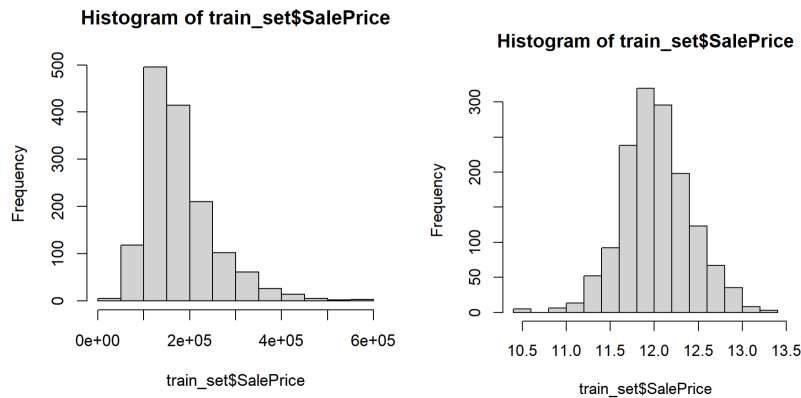 Histogram of train_set$SalePrice
Frequency
500
400
300
200
100
0
0e+00 2e+05 4e+05 6e+05
train_set$SalePrice
Histogram of train_set$SalePrice
Frequency
300
200
100
50
0
10.5 11.0 11.5 12.0 12.5 13.0 13.5
train_set$SalePrice